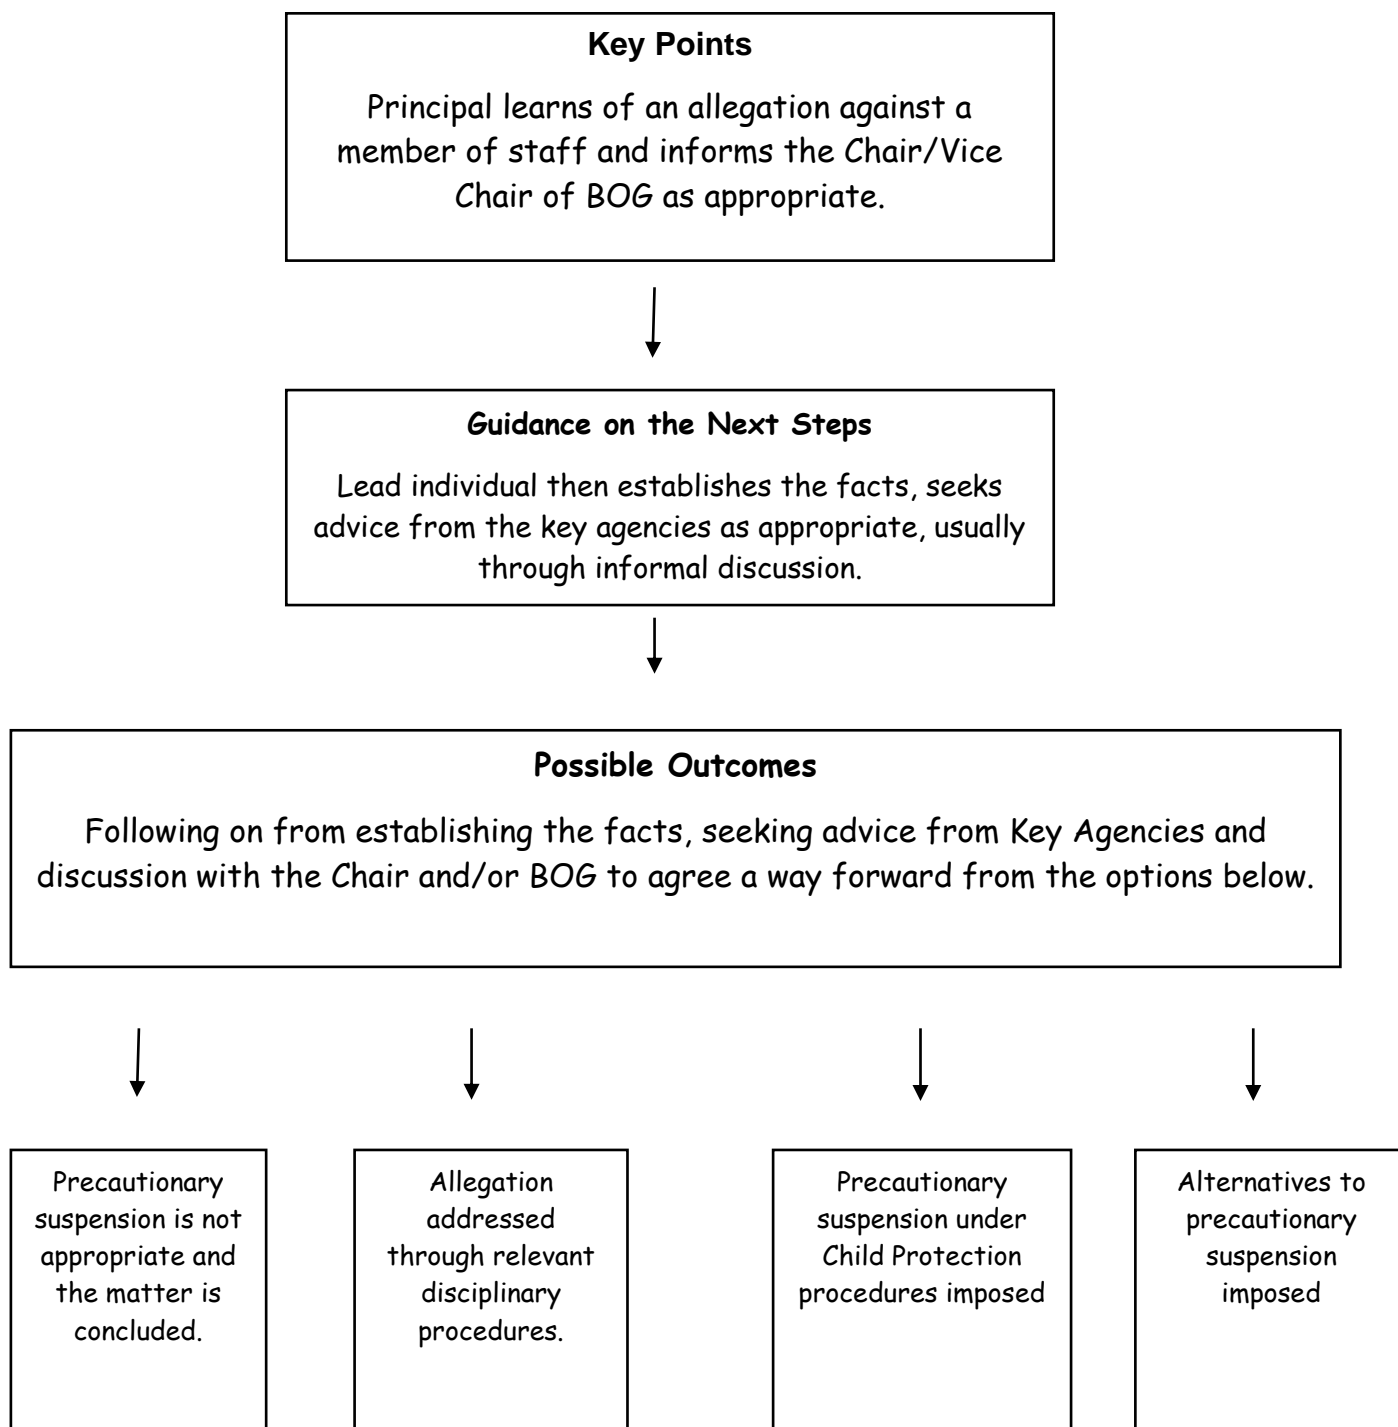 Key Points
Principal learns of an allegation against a
member of staff and informs the Chair/Vice
Chair of BOG as appropriate.
Guidance on the Next Steps
Lead individual then establishes the facts, seeks
advice from the key agencies as appropriate, usually
through informal discussion.
Possible Outcomes
Following on from establishing the facts, seeking advice from Key Agencies and
discussion with the Chair and/or BOG to agree a way forward from the options below.
Precautionary
suspension is not
appropriate and
the matter is
concluded.
Allegation
addressed
through relevant
disciplinary
procedures.
Precautionary
suspension under
Child Protection
procedures imposed
Alternatives to
precautionary
suspension
imposed